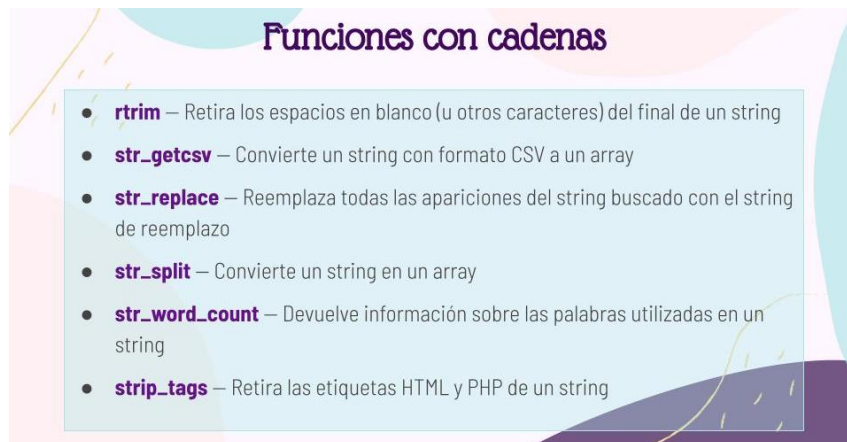 Funciones con cadenas
● rtrim — Retira los espacios en blanco (u otros caracteres) del final de un string
● str_getcsv — Convierte un string con formato CSV a un array
● str_replace — Reemplaza todas las apariciones del string buscado con el string
de reemplazo
● str_split — Convierte un string en un array
● str_word_count — Devuelve información sobre las palabras utilizadas en un
string
● strip_tags — Retira las etiquetas HTML y PHP de un string